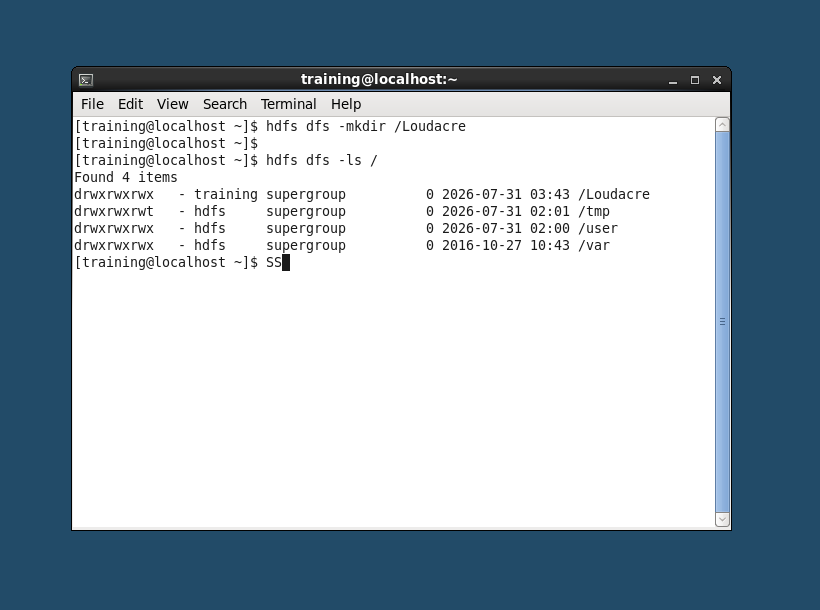 training@localhost:~
File Edit View Search Terminal Help
[training@localhost ~]$ hdfs dfs -mkdir /Loudacre
[training@localhost ~]$
[training@localhost ~]$ hdfs dfs -ls /
Found 4 items
drwxrwxrwx   - training supergroup          0 2026-07-31 03:43 /Loudacre
drwxrwxrwt   - hdfs     supergroup          0 2026-07-31 02:01 /tmp
drwxrwxrwx   - hdfs     supergroup          0 2026-07-31 02:00 /user
drwxrwxrwx   - hdfs     supergroup          0 2016-10-27 10:43 /var
[training@localhost ~]$ SS